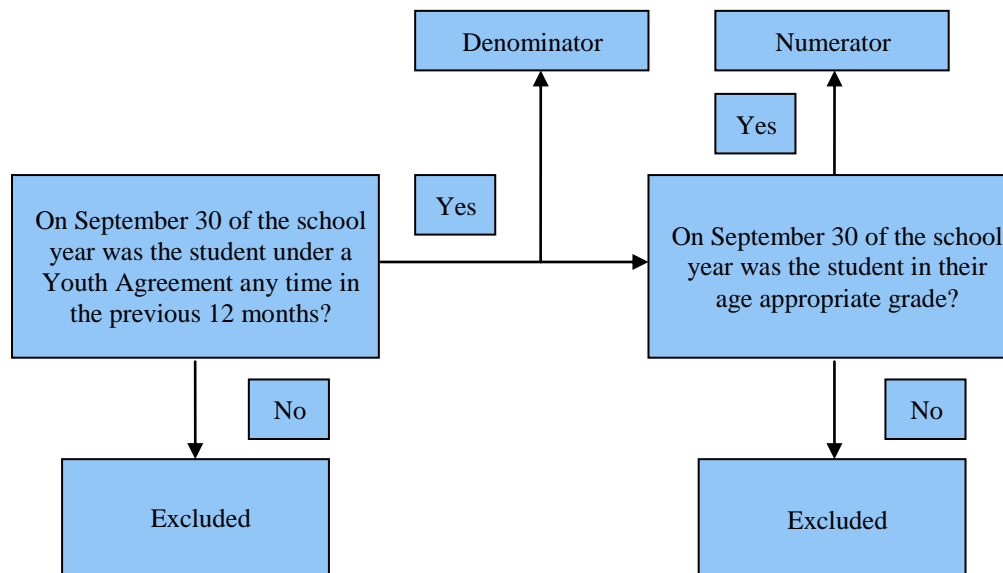 Denominator
Numerator
Yes
On September 30 of the school
year was the student under a
Youth Agreement any time in
the previous 12 months?
Yes
On September 30 of the school
year was the student in their
age appropriate grade?
No
No
Excluded
Excluded